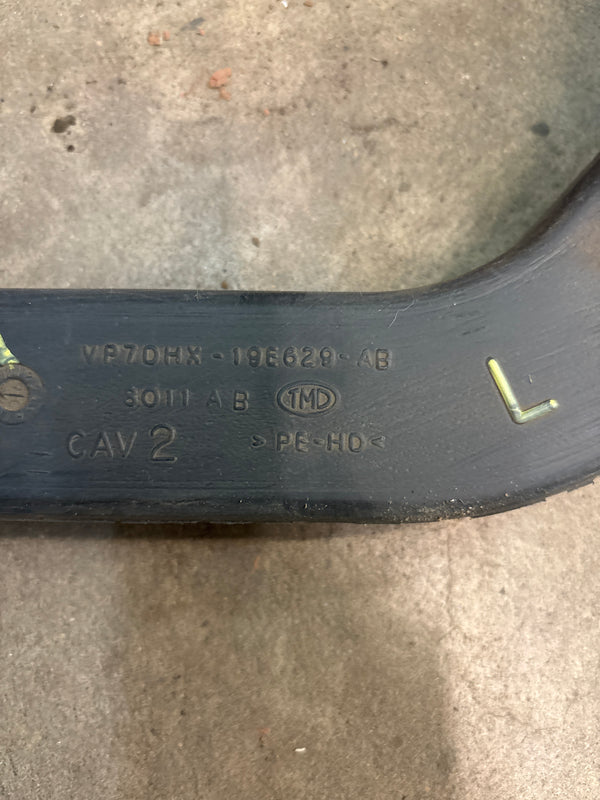 VP7DHX-19E629-AB
3011 AB TMD
CAV 2 >PE-HD<
L